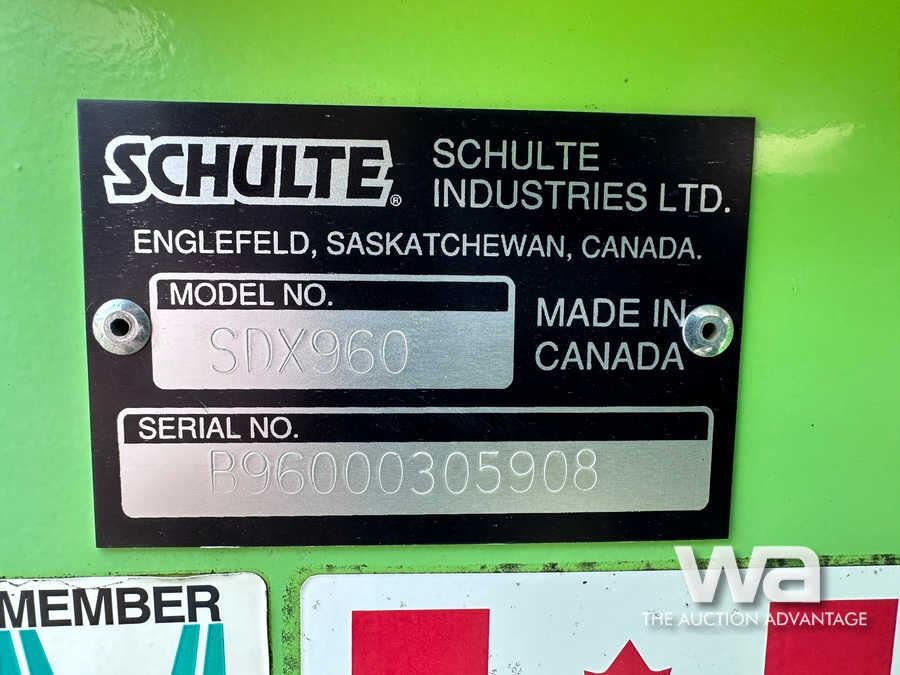 SCHULTE®
SCHULTE
INDUSTRIES LTD.
ENGLEFELD, SASKATCHEWAN, CANADA.
MODEL NO.
SDX960
MADE IN
CANADA
SERIAL NO.
B96000305908
MEMBER
wa
THE AUCTION ADVANTAGE